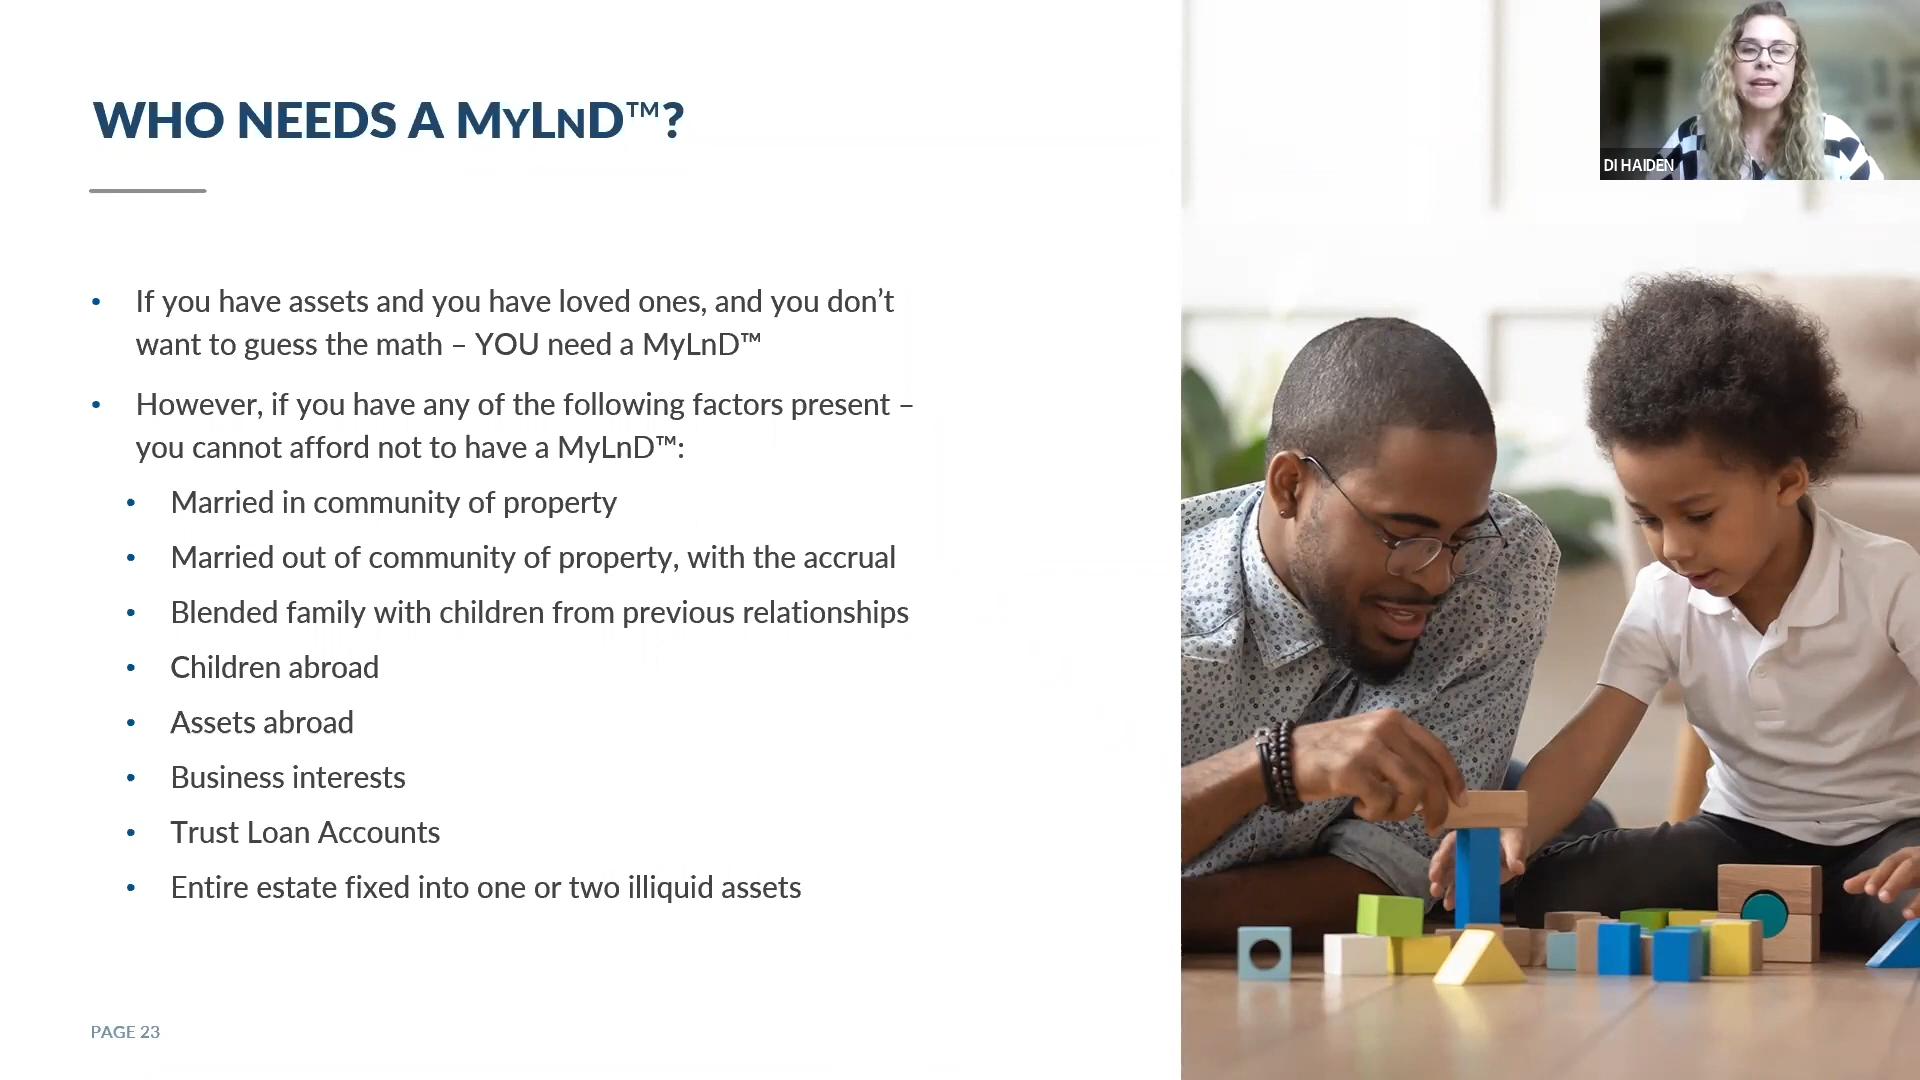 WHO NEEDS A MYLND™?
If you have assets and you have loved ones, and you don’t
want to guess the math – YOU need a MyLnD™
However, if you have any of the following factors present –
you cannot afford not to have a MyLnD™:
Married in community of property
Married out of community of property, with the accrual
Blended family with children from previous relationships
Children abroad
Assets abroad
Business interests
Trust Loan Accounts
Entire estate fixed into one or two illiquid assets
PAGE 23
DI HAIDEN